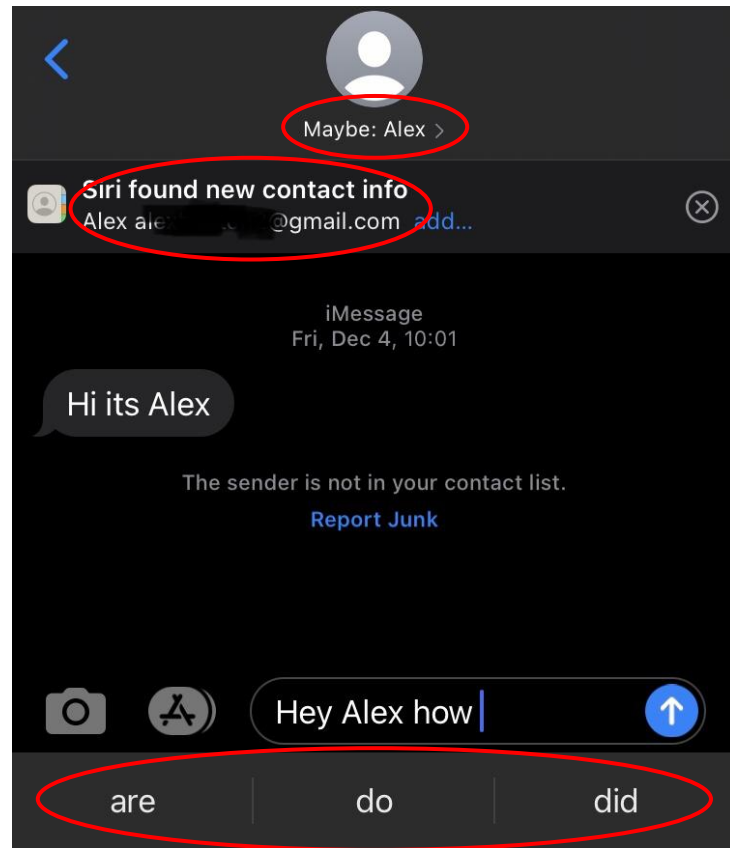 Maybe: Alex >
Siri found new contact info
Alex @gmail.com add...
iMessage
Fri, Dec 4, 10:01
Hi its Alex
The sender is not in your contact list.
Report Junk
Hey Alex how
are do did